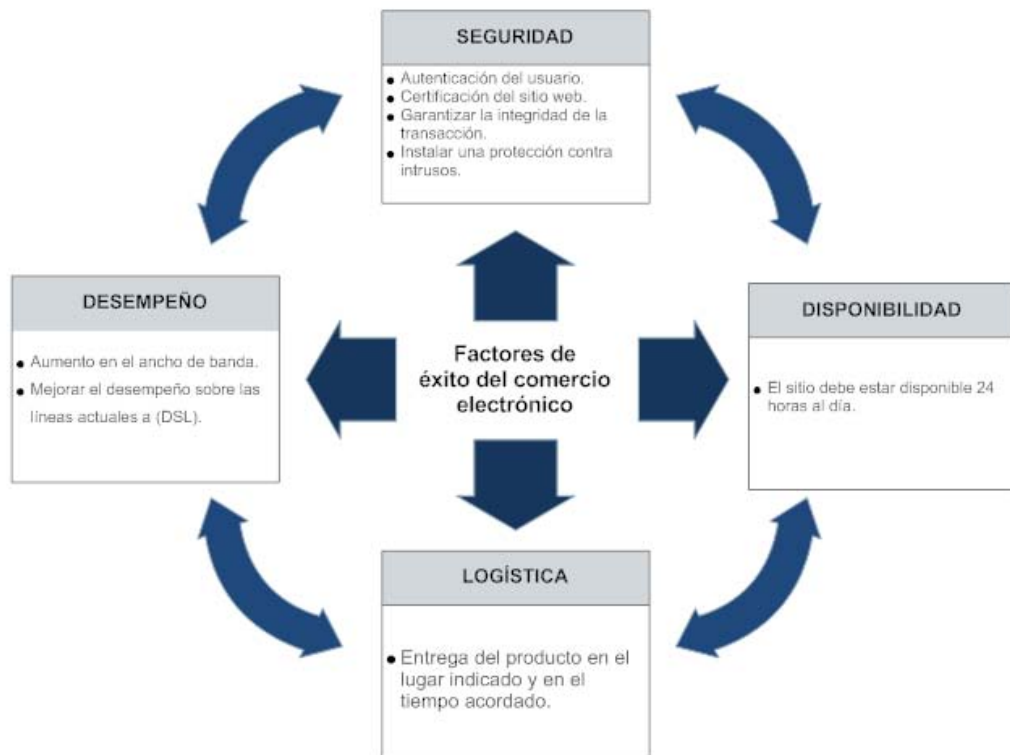 SEGURIDAD
● Autenticación del usuario.
● Certificación del sitio web.
● Garantizar la integridad de la
transacción.
● Instalar una protección contra
intrusos.
DESEMPEÑO
● Aumento en el ancho de banda.
● Mejorar el desempeño sobre las
líneas actuales a (DSL).
Factores de
éxito del comercio
electrónico
DISPONIBILIDAD
● El sitio debe estar disponible 24
horas al día.
LOGÍSTICA
● Entrega del producto en el
lugar indicado y en el
tiempo acordado.